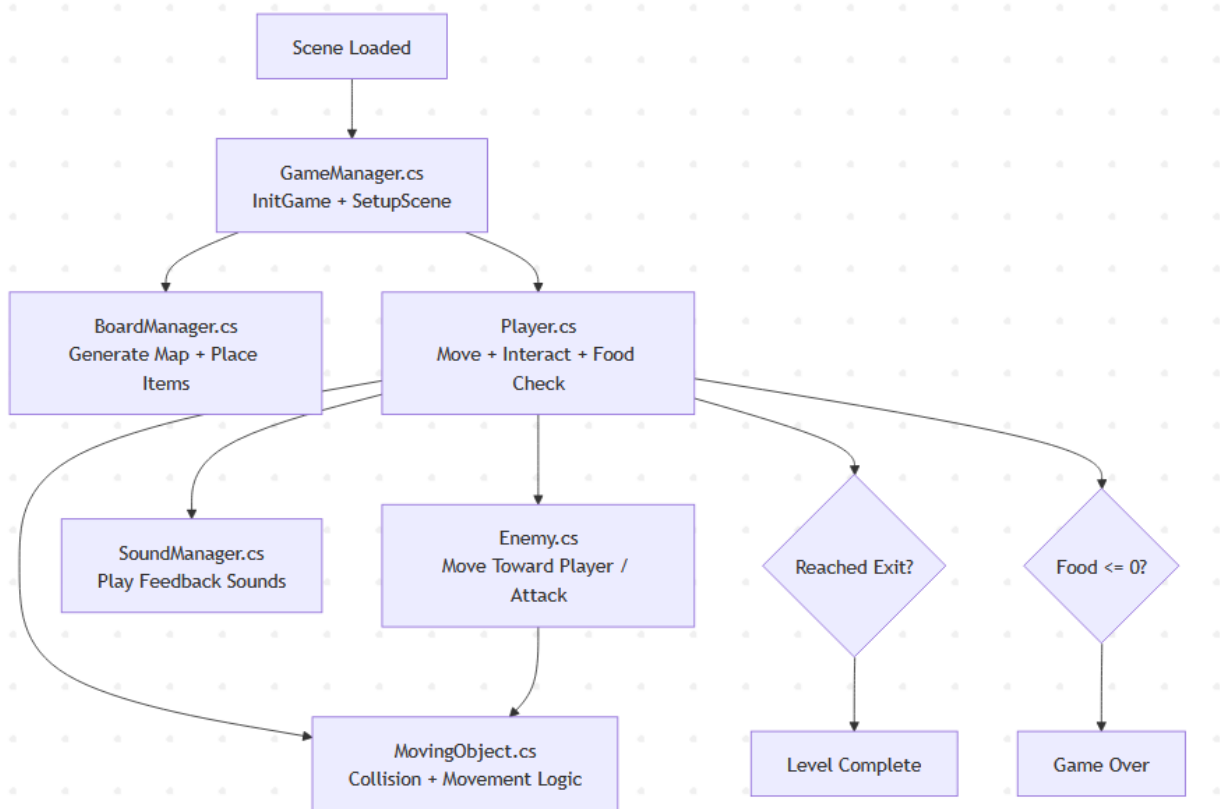 Scene Loaded
GameManager.cs
InitGame + SetupScene
BoardManager.cs
Generate Map + Place
Items
Player.cs
Move + Interact + Food
Check
SoundManager.cs
Play Feedback Sounds
Enemy.cs
Move Toward Player /
Attack
Reached Exit?
Food <= 0?
MovingObject.cs
Collision + Movement Logic
Level Complete
Game Over